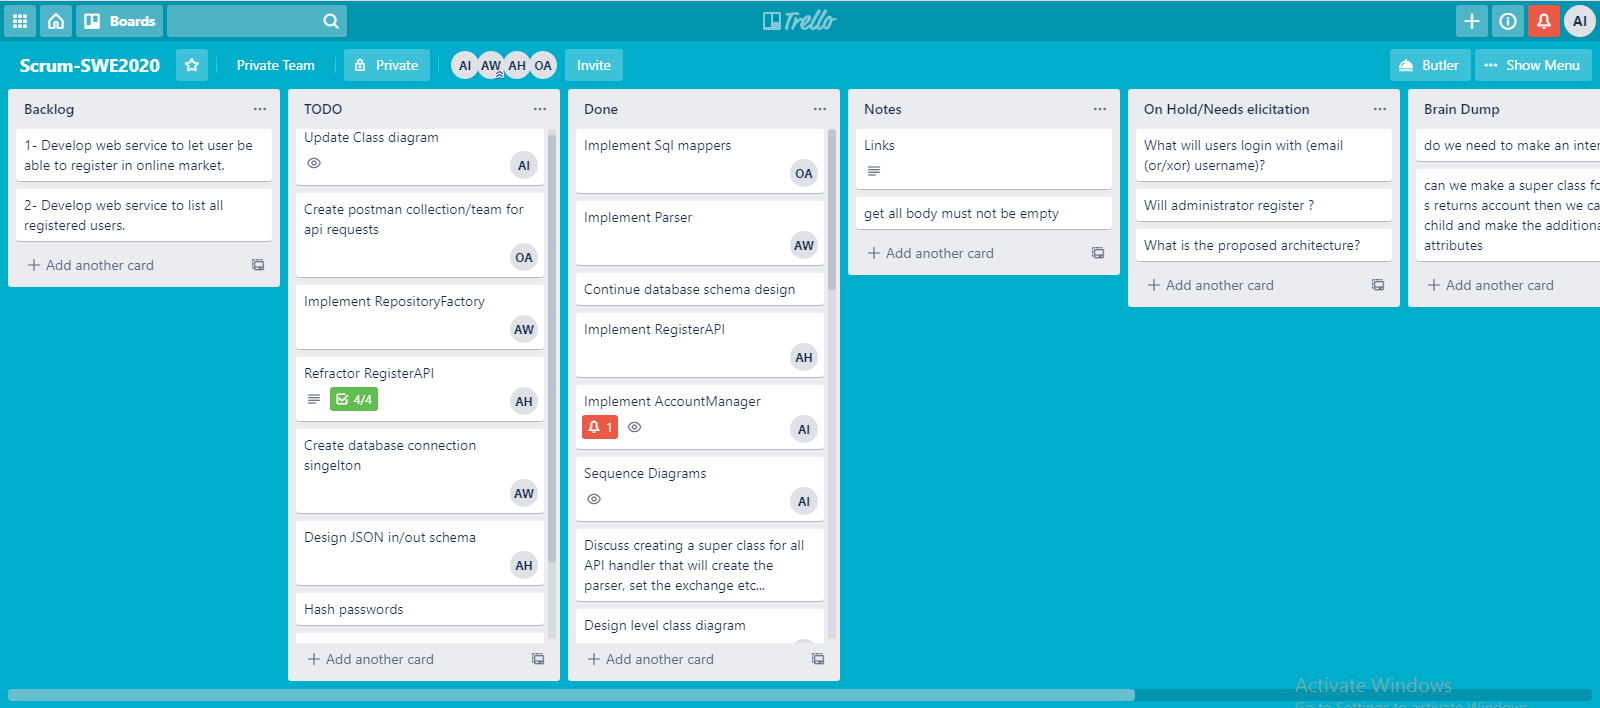 Boards
Trello
AI
Scrum-SWE2020
Private Team
Private
AI AW AH OA
Invite
Butler
Show Menu
Backlog
1- Develop web service to let user be
able to register in online market.
2- Develop web service to list all
registered users.
Add another card
TODO
Update Class diagram
AI
Create postman collection/team for
api requests
OA
Implement RepositoryFactory
AW
Refractor RegisterAPI
4/4
AH
Create database connection
singelton
AW
Design JSON in/out schema
AH
Hash passwords
Add another card
Done
Implement Sql mappers
OA
Implement Parser
AW
Continue database schema design
Implement RegisterAPI
AH
Implement AccountManager
1
AI
Sequence Diagrams
AI
Discuss creating a super class for all
API handler that will create the
parser, set the exchange etc...
Design level class diagram
Add another card
Notes
Links
get all body must not be empty
Add another card
On Hold/Needs elicitation
What will users login with (email
(or/xor) username)?
Will administrator register ?
What is the proposed architecture?
Add another card
Brain Dump
do we need to make an inter
can we make a super class fo
s returns account then we ca
child and make the additiona
attributes
Add another card
Activate Windows
Go to Settings to activate Windows.